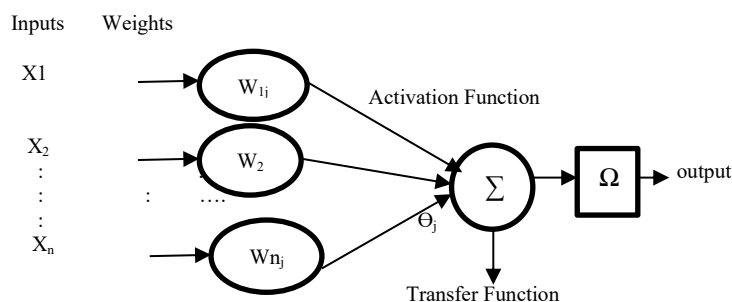 Inputs Weights
X1
W1j
Activation Function
X2
W2
:
: : ....
:
Xn
Wnj
Σ
Ω
output
Θj
Transfer Function